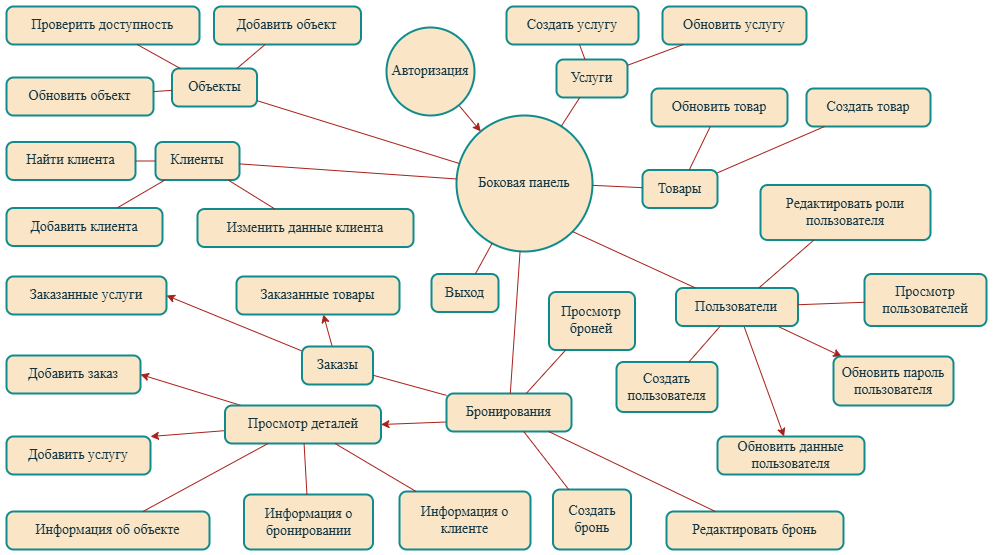 Проверить доступность
Добавить объект
Обновить объект
Объекты
Авторизация
Создать услугу
Обновить услугу
Услуги
Обновить товар
Создать товар
Товары
Найти клиента
Клиенты
Добавить клиента
Изменить данные клиента
Боковая панель
Редактировать роли
пользователя
Заказанные услуги
Заказанные товары
Выход
Просмотр
броней
Пользователи
Просмотр
пользователей
Добавить заказ
Заказы
Создать
пользователя
Обновить пароль
пользователя
Просмотр деталей
Бронирования
Добавить услугу
Обновить данные
пользователя
Информация об объекте
Информация о
бронировании
Информация о
клиенте
Создать
бронь
Редактировать бронь